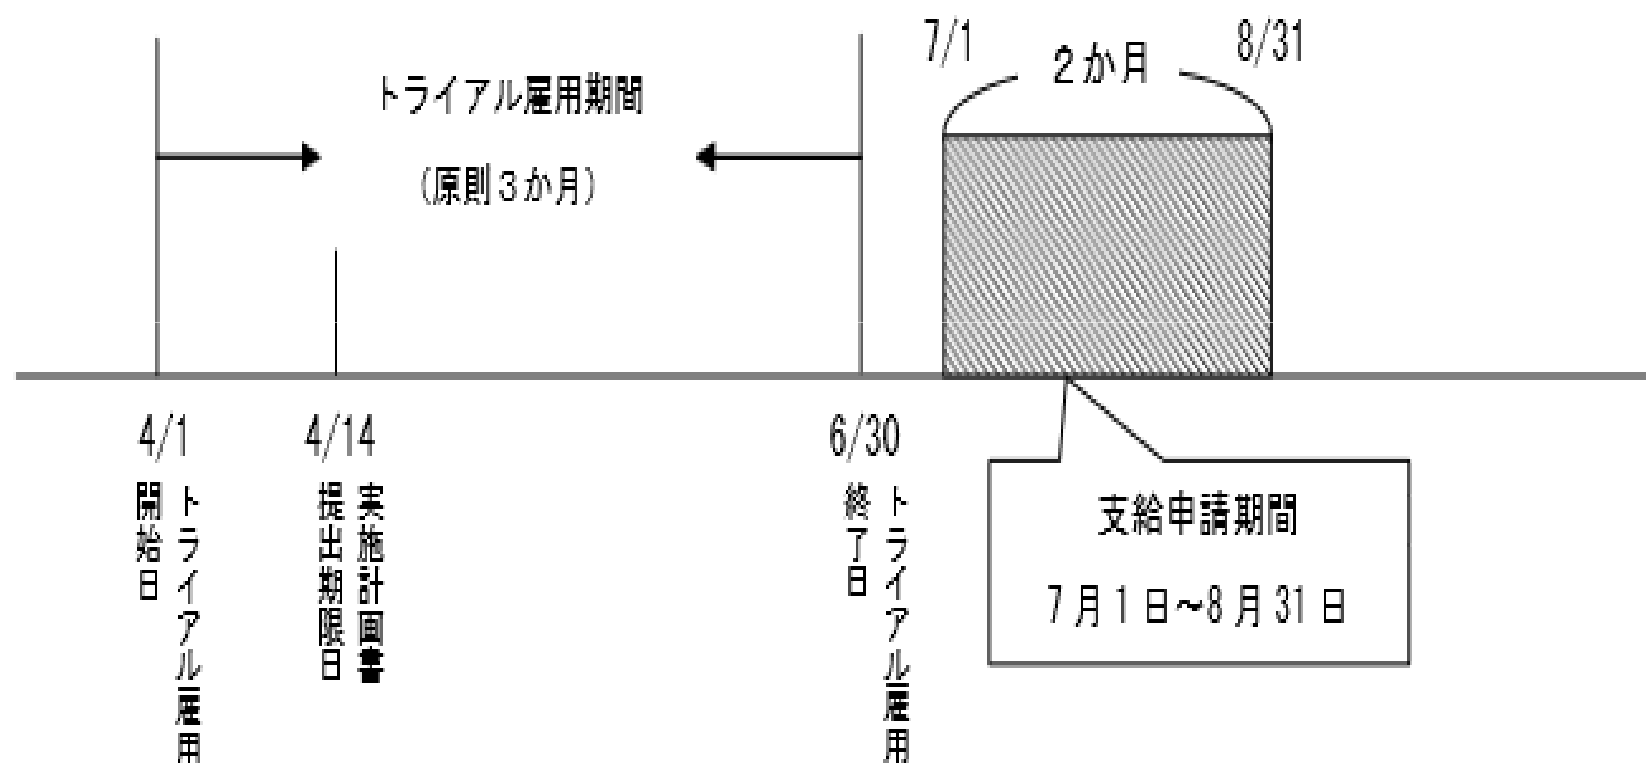 トライアル雇用期間
（原則３か月）
7/1
２か月
8/31
4/1
トライアル雇用
開始日
4/14
実施計画書
提出期限日
6/30
トライアル雇用
終了日
支給申請期間
7月1日～8月31日